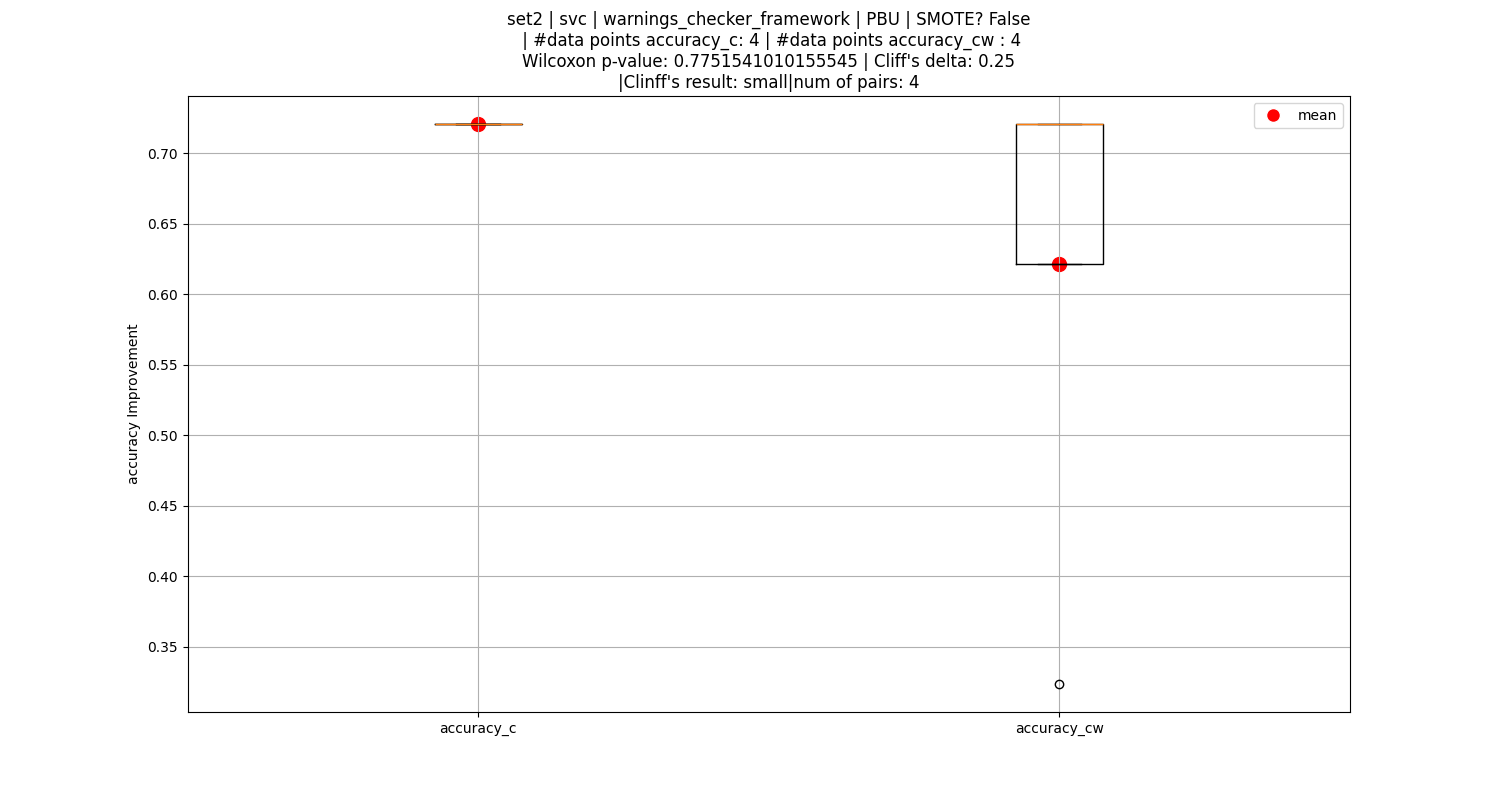 set2 | svc | warnings_checker_framework | PBU | SMOTE? False
| #data points accuracy_c: 4 | #data points accuracy_cw : 4
Wilcoxon p-value: 0.7751541010155545 | Cliff's delta: 0.25
|Clinff's result: small|num of pairs: 4
mean
0.70
0.65
0.60
0.55
0.50
0.45
0.40
0.35
accuracy Improvement
accuracy_c
accuracy_cw